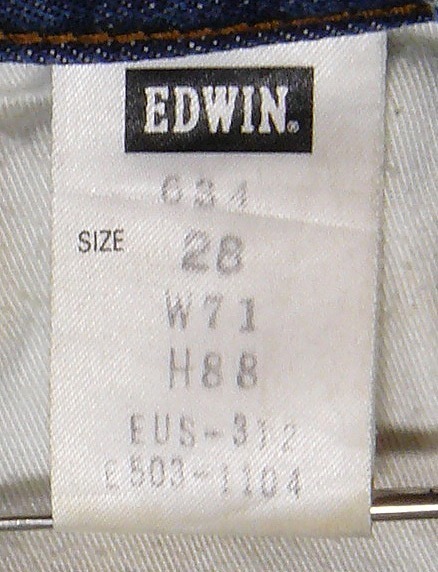 EDWIN.
634
SIZE 28
W71
H88
EUS-312
E503-1104